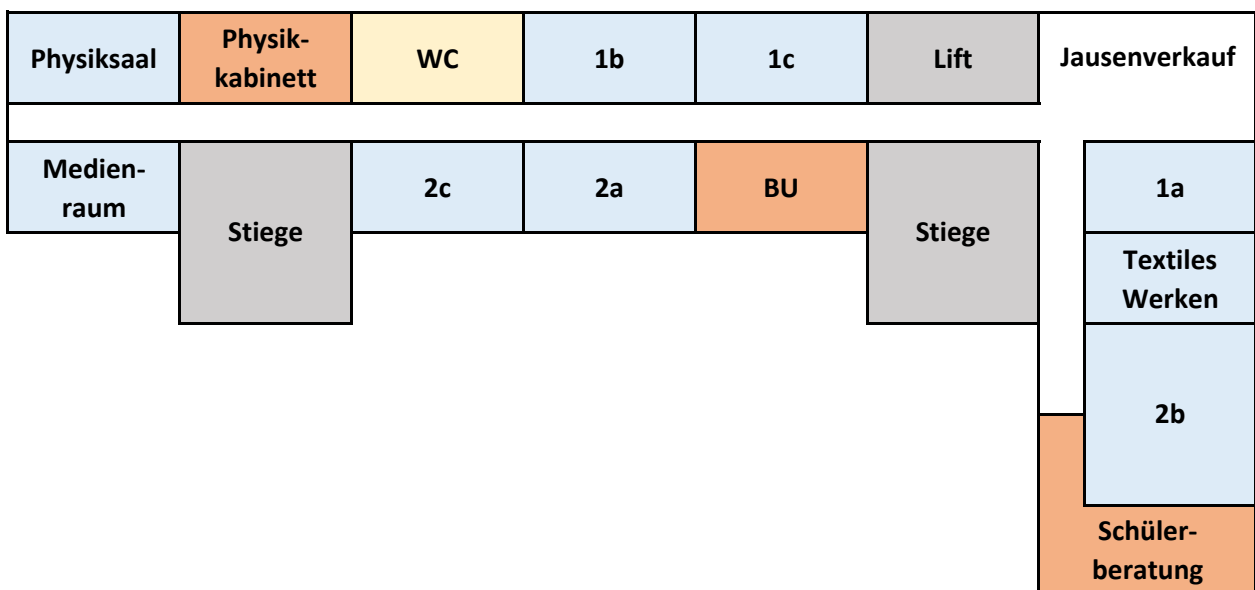 Physiksaal
Physik-
kabinett
WC
1b
1c
Lift
Jausenverkauf
Medien-
raum
Stiege
2c
2a
BU
Stiege
1a
Textiles
Werken
2b
Schüler-
beratung